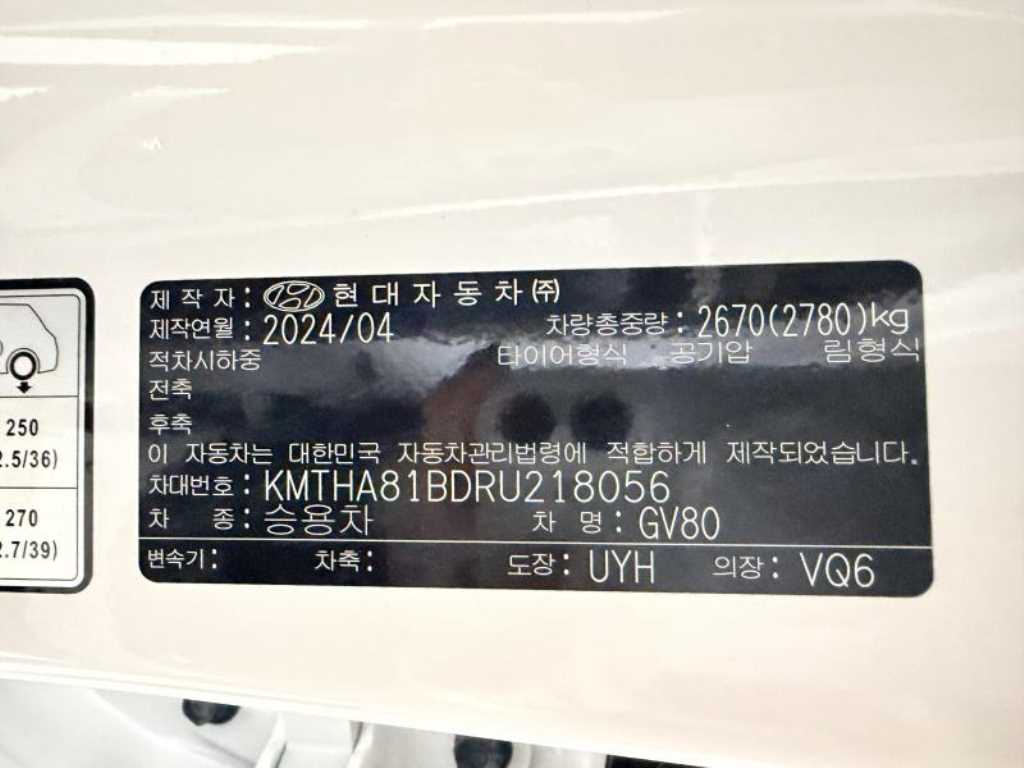 제 작 자 : 현대자동차㈜
제작연월 : 2024/04 차량총중량 : 2670(2780)kg
적차시하중 타이어형식 공기압 림형식
전축
후축
이 자동차는 대한민국 자동차관리법령에 적합하게 제작되었습니다.
차대번호 : KMTHA81BDRU218056
차 종 : 승용차 차 명 : GV80
변속기 : 차축 : 도장 : UYH 의장 : VQ6
250
2.5/36)
270
2.7/39)